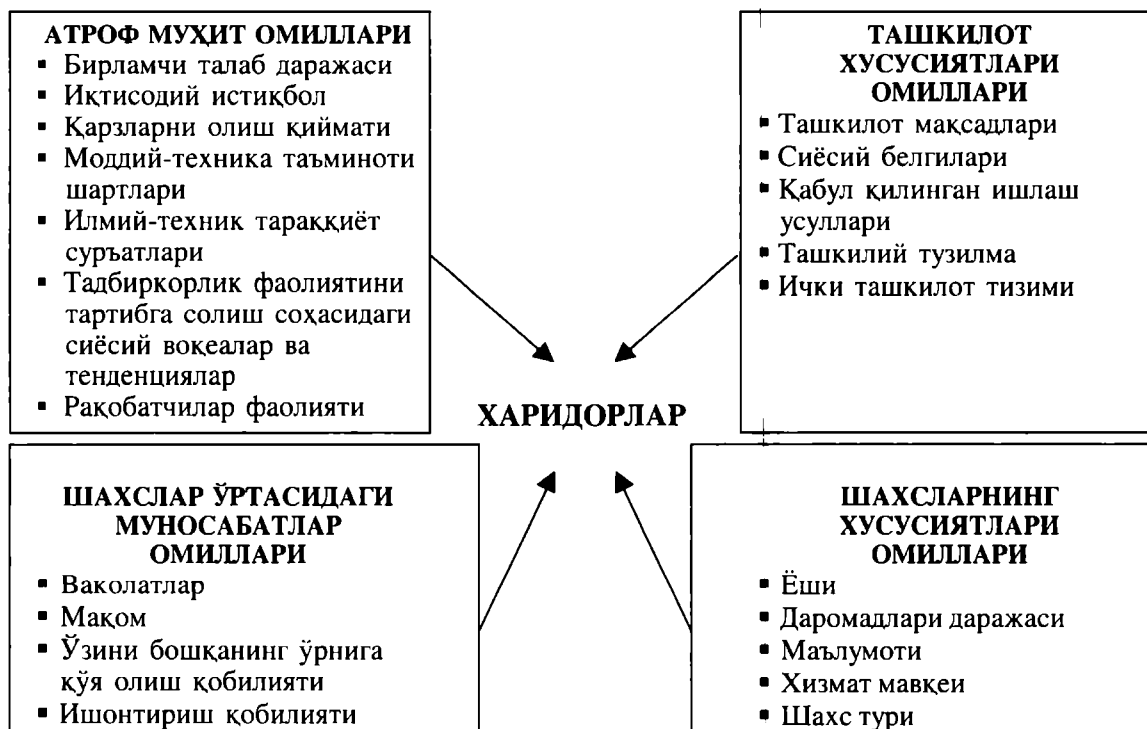 АТРОФ МУҲИТ ОМИЛЛАРИ
▪ Бирламчи талаб даражаси
▪ Иқтисодий истиқбол
▪ Қарзларни олиш қиймати
▪ Моддий-техника таъминоти
шартлари
▪ Илмий-техник тараққиёт
суръатлари
▪ Тадбиркорлик фаолиятини
тартибга солиш соҳасидаги
сиёсий воқеалар ва
тенденциялар
▪ Рақобатчилар фаолияти
ТАШКИЛОТ
ХУСУСИЯТЛАРИ
ОМИЛЛАРИ
▪ Ташкилот мақсадлари
▪ Сиёсий белгилари
▪ Қабул қилинган ишлаш
усуллари
▪ Ташкилий тузилма
▪ Ички ташкилот тизими
ХАРИДОРЛАР
ШАХСЛАР ЎРТАСИДАГИ
МУНОСАБАТЛАР
ОМИЛЛАРИ
▪ Ваколатлар
▪ Мақом
▪ Ўзини бошқанинг ўрнига
қўя олиш қобилияти
▪ Ишонтириш қобилияти
ШАХСЛАРНИНГ
ХУСУСИЯТЛАРИ
ОМИЛЛАРИ
▪ Ёши
▪ Даромадлари даражаси
▪ Маълумоти
▪ Хизмат мавқеи
▪ Шахс тури